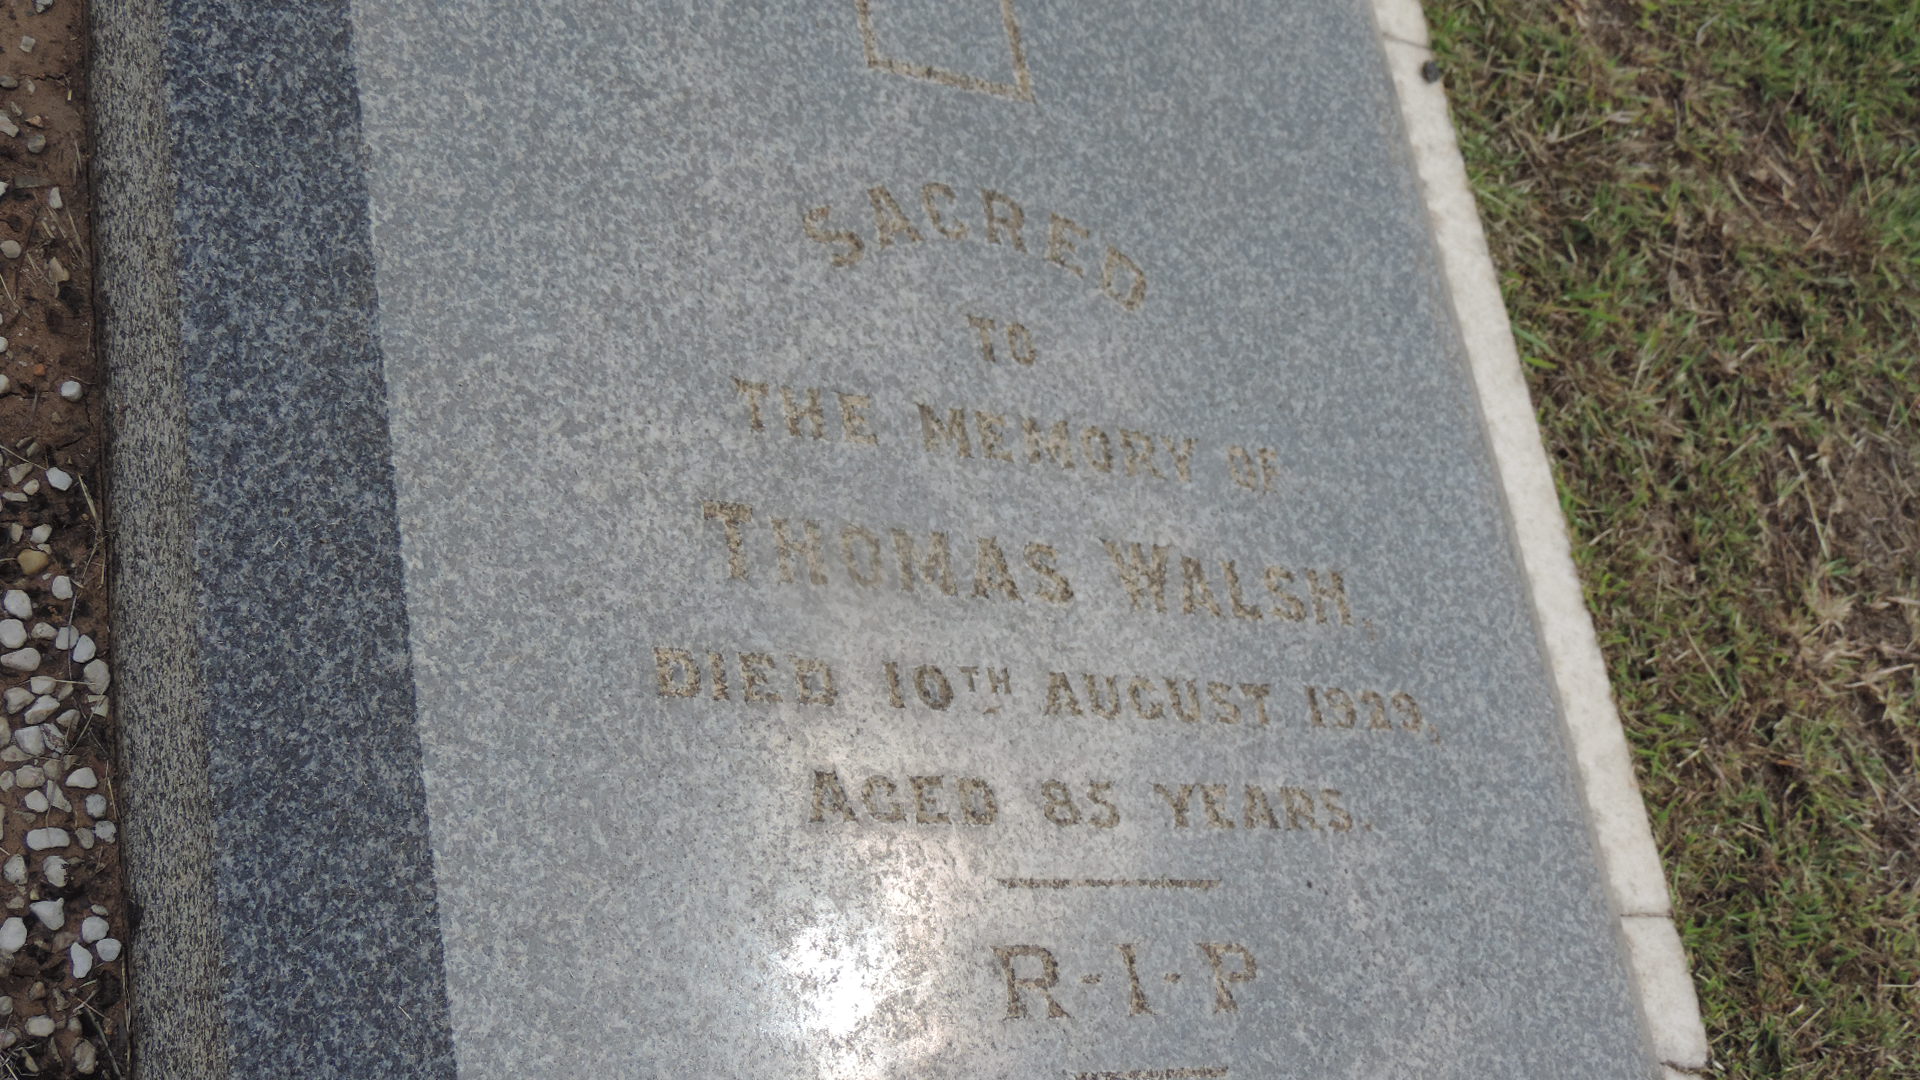 SACRED
TO
THE MEMORY OF
THOMAS WALSH,
DIED 10TH AUGUST 1929,
AGED 85 YEARS.
R·I·P